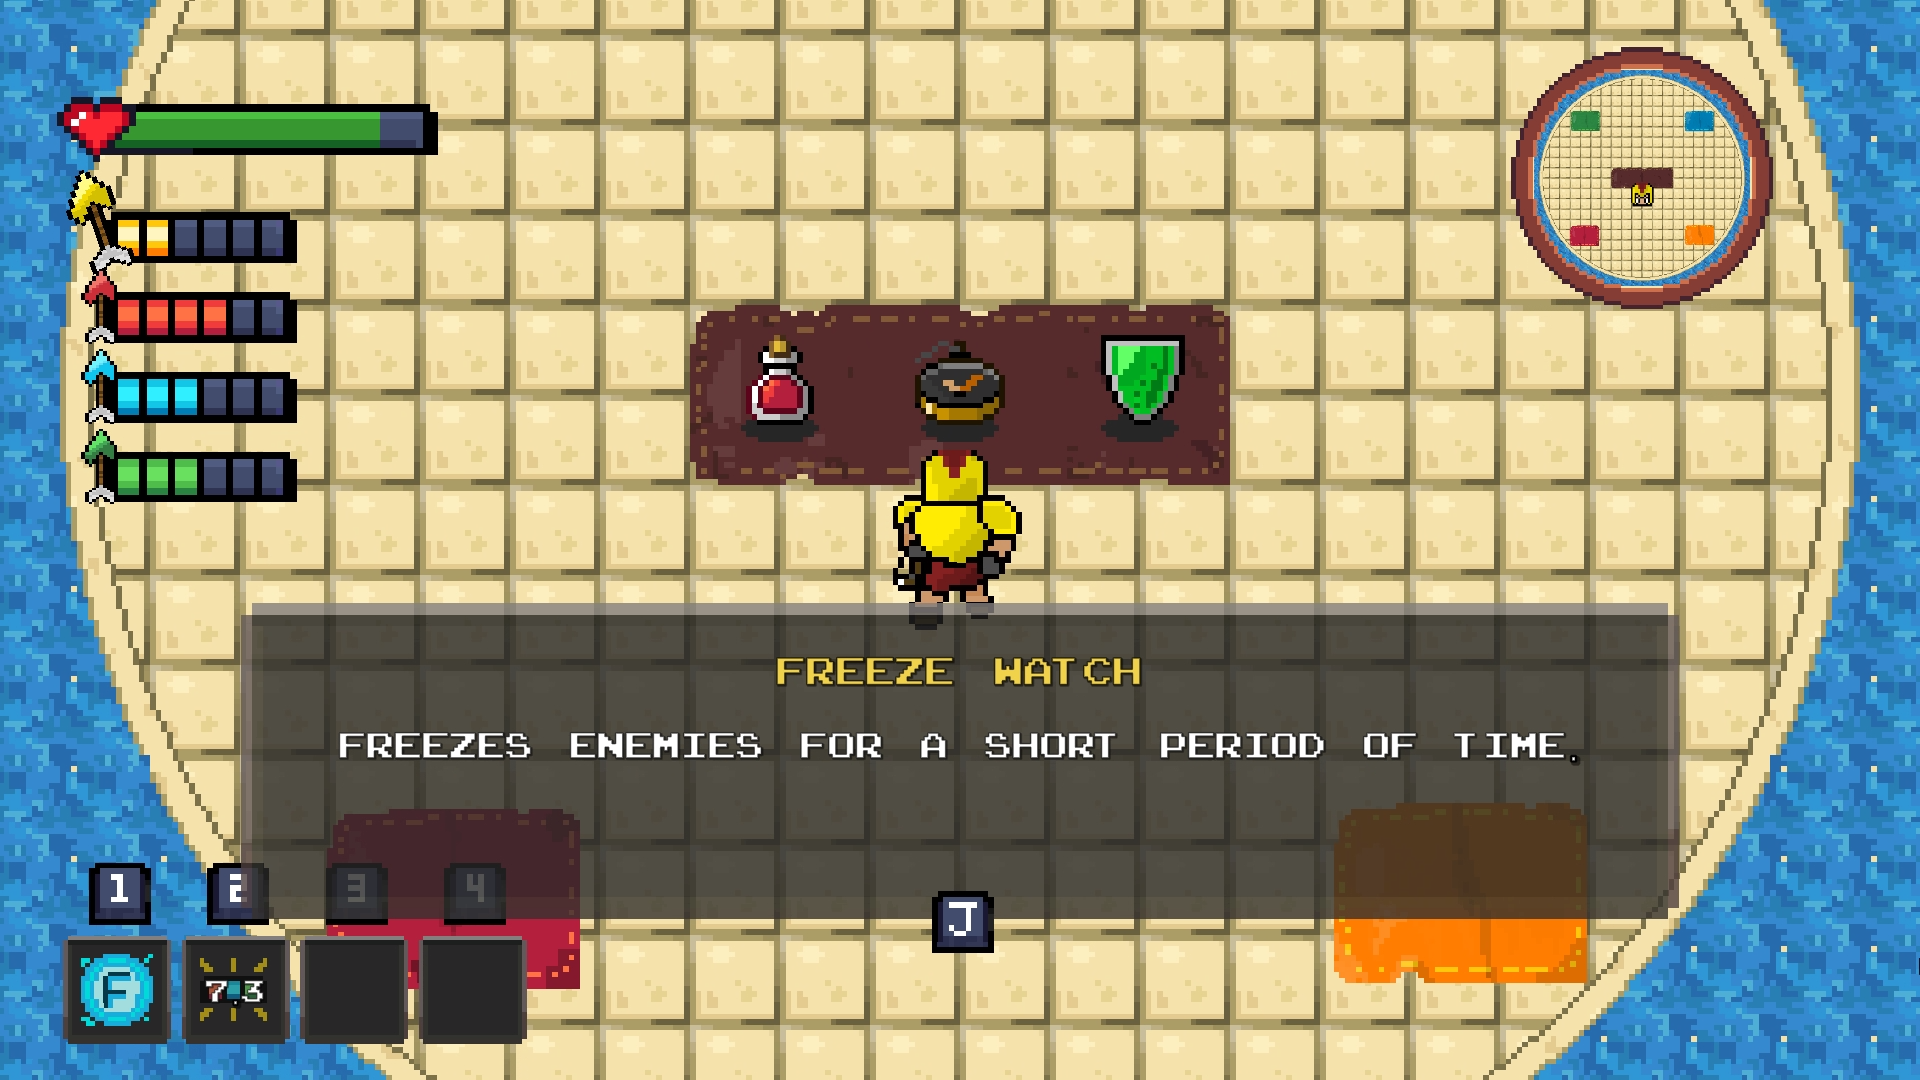 FREEZE WATCH
FREEZES ENEMIES FOR A SHORT PERIOD OF TIME.
1 2 3 4
J
F 7.3